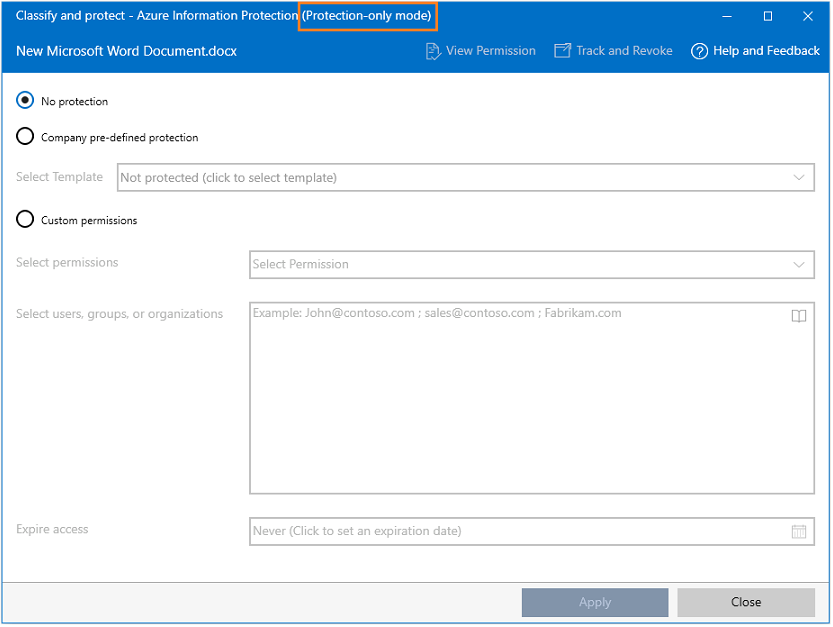 Classify and protect - Azure Information Protection (Protection-only mode)
New Microsoft Word Document.docx View Permission Track and Revoke Help and Feedback
No protection
Company pre-defined protection
Select Template Not protected (click to select template)
Custom permissions
Select permissions Select Permission
Select users, groups, or organizations Example: John@contoso.com ; sales@contoso.com ; Fabrikam.com
Expire access Never (Click to set an expiration date)
Apply Close